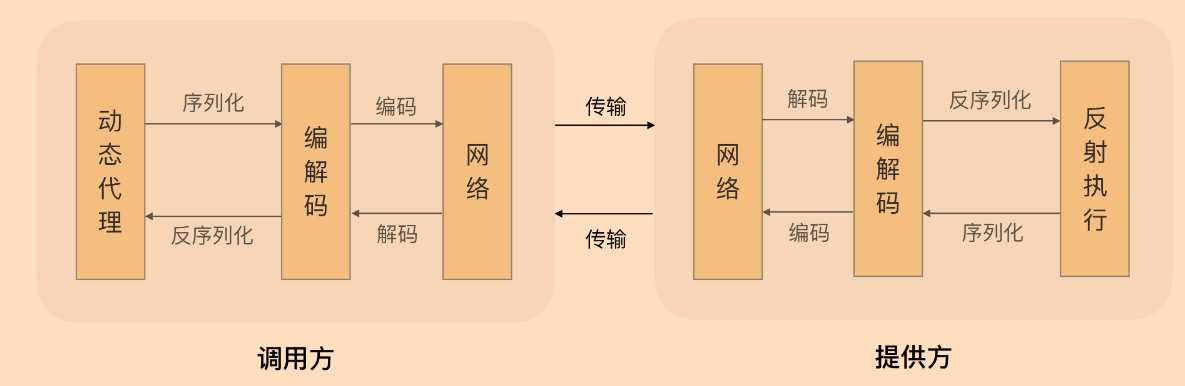 动态代理
序列化
反序列化
编解码
编码
解码
网络
传输
传输
网络
解码
编码
编解码
反序列化
序列化
反射执行
调用方
提供方